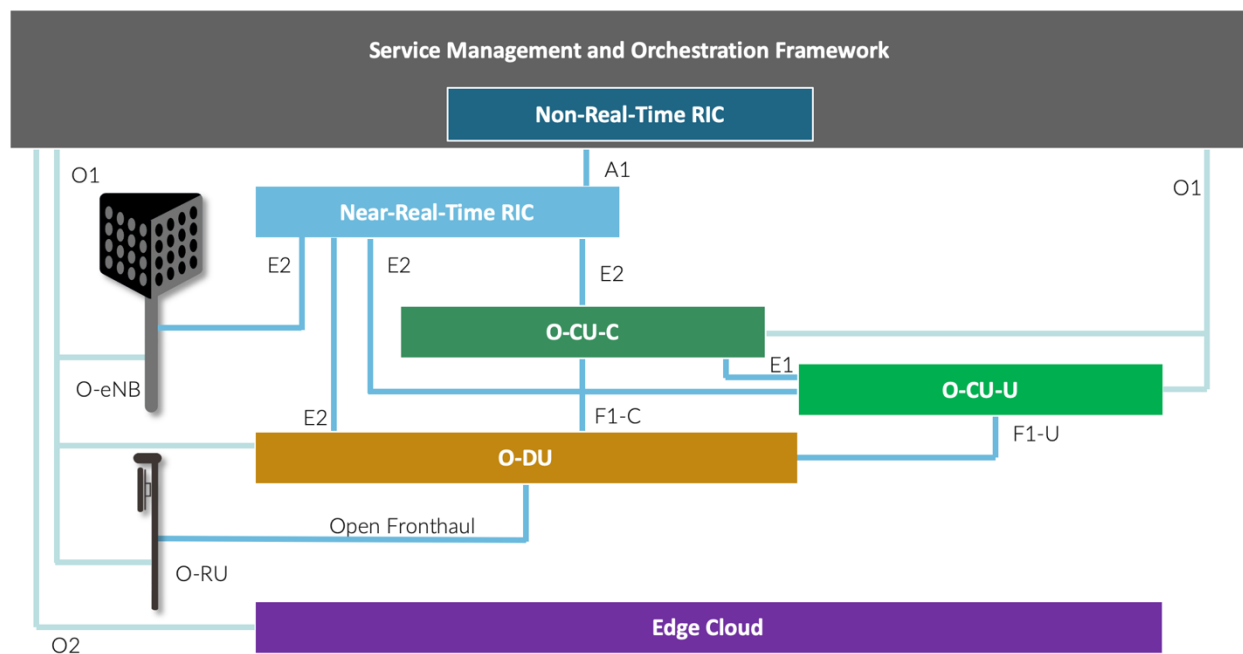 Service Management and Orchestration Framework
Non-Real-Time RIC
O1
A1
O1
Near-Real-Time RIC
E2
E2
E2
O-CU-C
E1
O-eNB
O-CU-U
E2
F1-C
F1-U
O-DU
Open Fronthaul
O-RU
Edge Cloud
O2